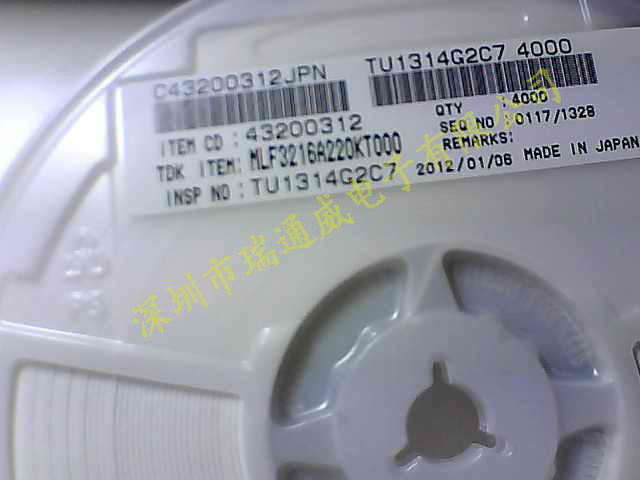 C43200312JPN TU1314G2C7 4000
ITEM CD : 43200312 QTY : 4000
TDK ITEM: MLF3216A220KT000 SEQ NO : 0117/1328
REMARKS:
INSP NO : TU1314G2C7 2012/01/06 MADE IN JAPAN
深圳市瑞通威电子有限公司